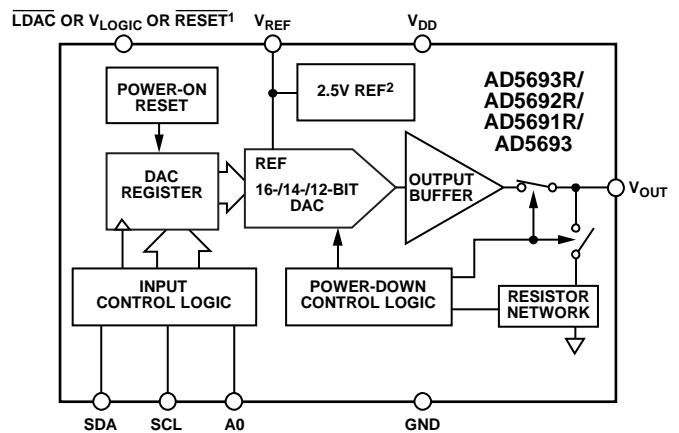 LDAC OR VLOGIC OR RESET1
VREF
VDD
POWER-ON
RESET
2.5V REF2
AD5693R/
AD5692R/
AD5691R/
AD5693
DAC
REGISTER
REF
16-/14-/12-BIT
DAC
OUTPUT
BUFFER
VOUT
INPUT
CONTROL LOGIC
POWER-DOWN
CONTROL LOGIC
RESISTOR
NETWORK
SDA
SCL
A0
GND